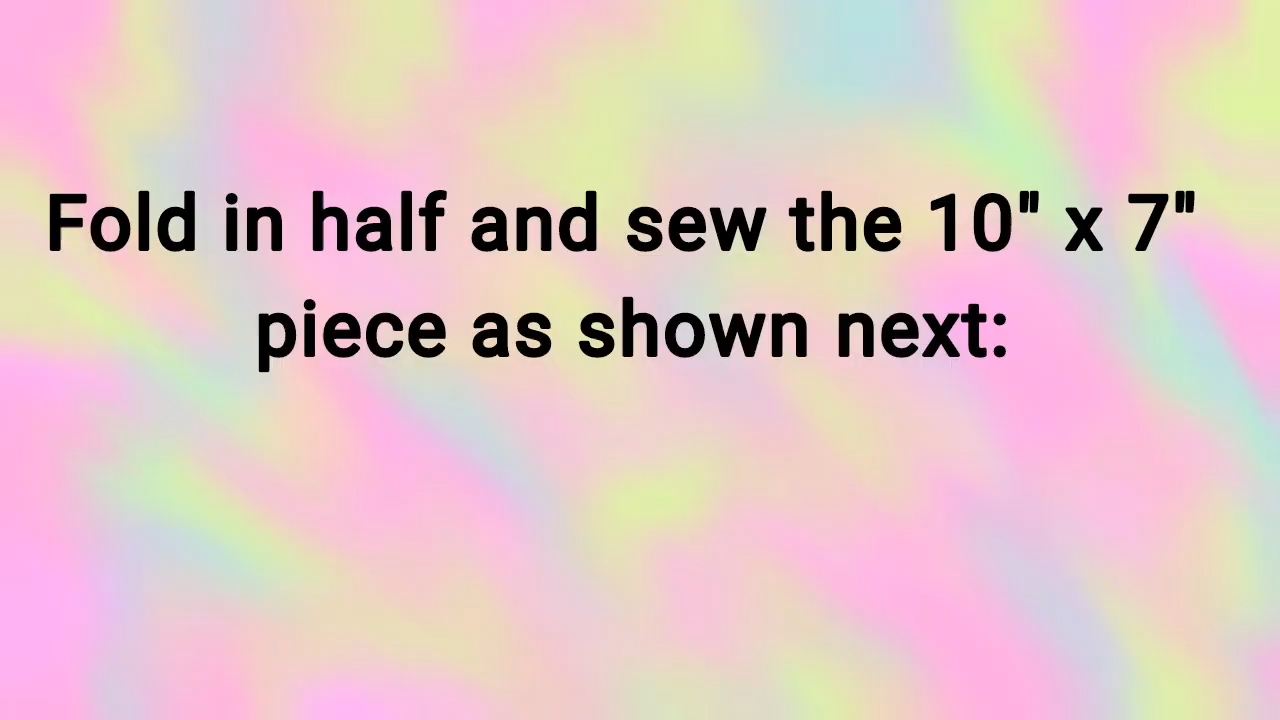 Fold in half and sew the 10" x 7"
piece as shown next: